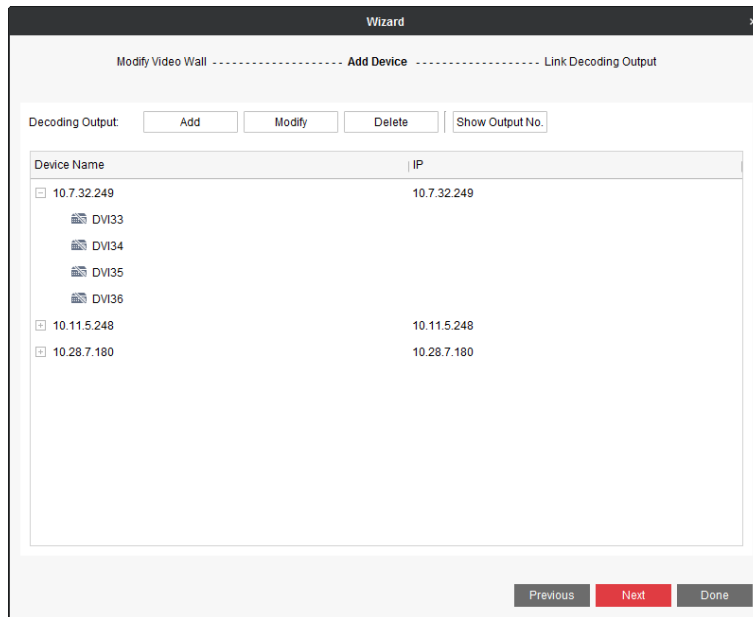 Wizard
Modify Video Wall ------------------- Add Device ------------------ Link Decoding Output
Decoding Output: Add Modify Delete Show Output No.
Device Name IP
10.7.32.249 10.7.32.249
DVI33
DVI34
DVI35
DVI36
10.11.5.248 10.11.5.248
10.28.7.180 10.28.7.180
Previous Next Done